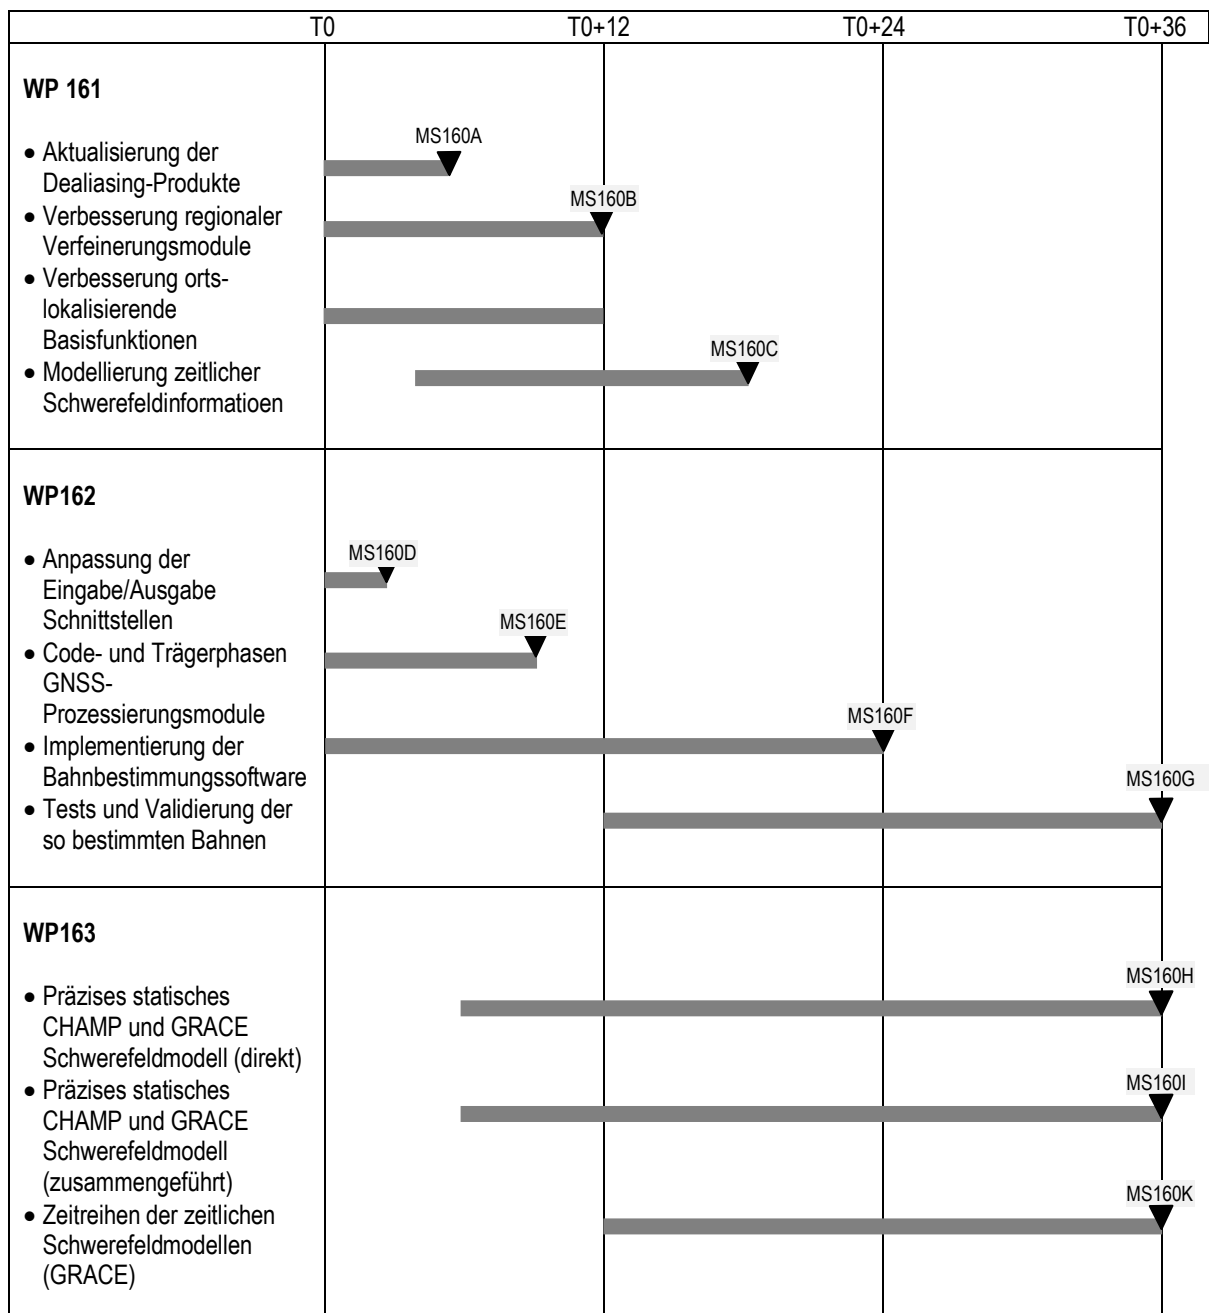 T0 T0+12 T0+24 T0+36
WP 161
MS160A
• Aktualisierung der
Dealiasing-Produkte
MS160B
• Verbesserung regionaler
Verfeinerungsmodule
• Verbesserung orts-
lokalisierende
Basisfunktionen
MS160C
• Modellierung zeitlicher
Schwerefeldinformatioen
WP162
MS160D
• Anpassung der
Eingabe/Ausgabe
Schnittstellen
MS160E
• Code- und Trägerphasen
GNSS-
Prozessierungsmodule
MS160F
• Implementierung der
Bahnbestimmungssoftware
MS160G
• Tests und Validierung der
so bestimmten Bahnen
WP163
MS160H
• Präzises statisches
CHAMP und GRACE
Schwerefeldmodell (direkt)
MS160I
• Präzises statisches
CHAMP und GRACE
Schwerefeldmodell
(zusammengeführt)
MS160K
• Zeitreihen der zeitlichen
Schwerefeldmodellen
(GRACE)